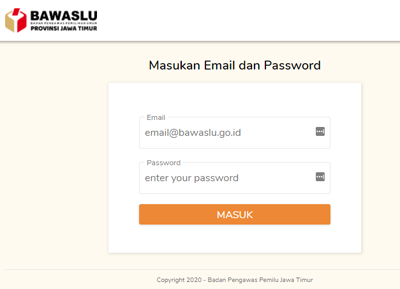 BAWASLU
BADAN PENGAWAS PEMILIHAN UMUM
PROVINSI JAWA TIMUR
Masukan Email dan Password
Email
email@bawaslu.go.id
Password
enter your password
MASUK
Copyright 2020 - Badan Pengawas Pemilu Jawa Timur